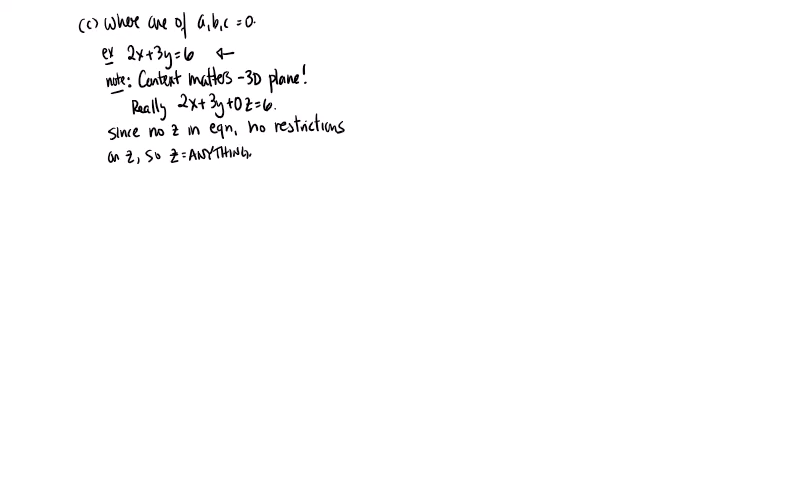 (c) Where one of a,b,c = 0.
ex 2x+3y=6 ←
note: Context matters - 3D plane!
Really 2x+3y+0z=6.
since no z in eqn, no restrictions
on z, so z=ANYTHING.